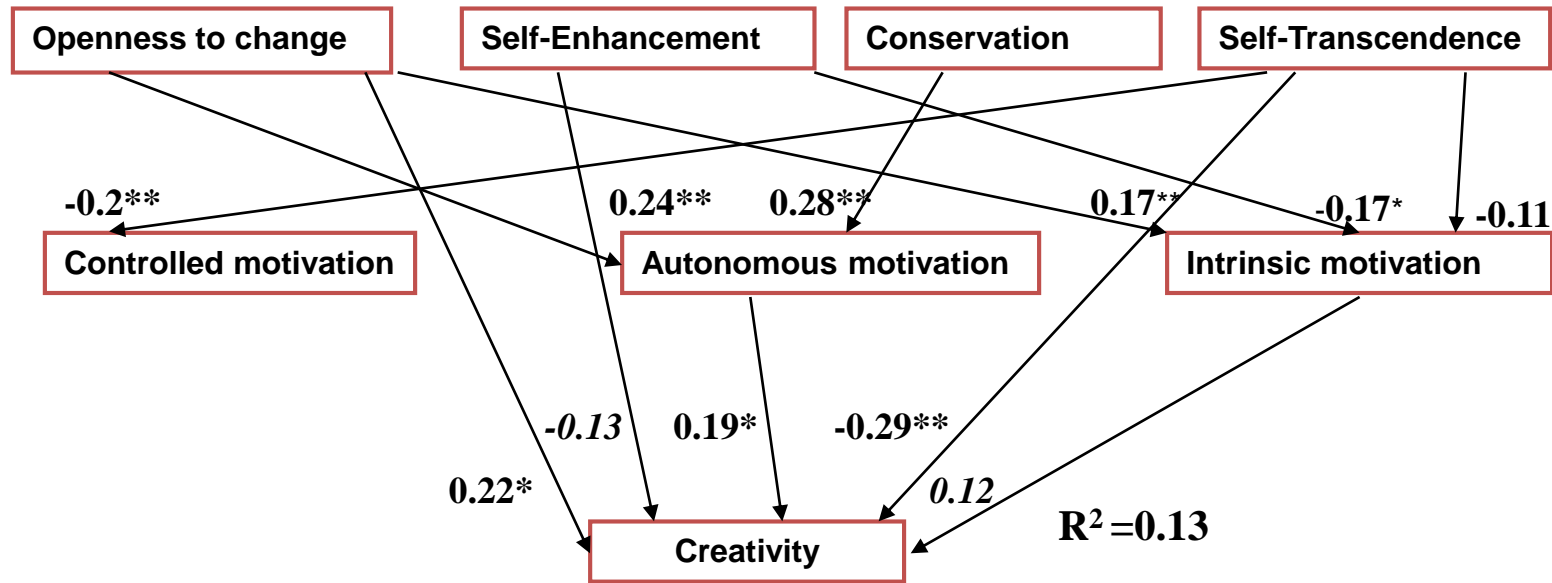 Openness to change
Self-Enhancement
Conservation
Self-Transcendence
-0.2**
0.24**
0.28**
0.17**
-0.17*
-0.11
Controlled motivation
Autonomous motivation
Intrinsic motivation
-0.13
0.19*
-0.29**
0.22*
0.12
R² =0.13
Creativity